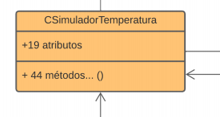 CSimuladorTemperatura
+19 atributos
+ 44 métodos... ()